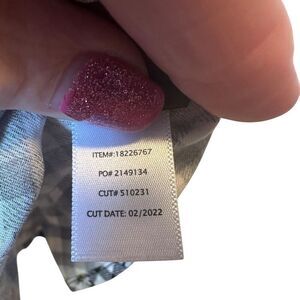 ITEM#:18226767
PO# 2149134
CUT# 510231
CUT DATE: 02/2022